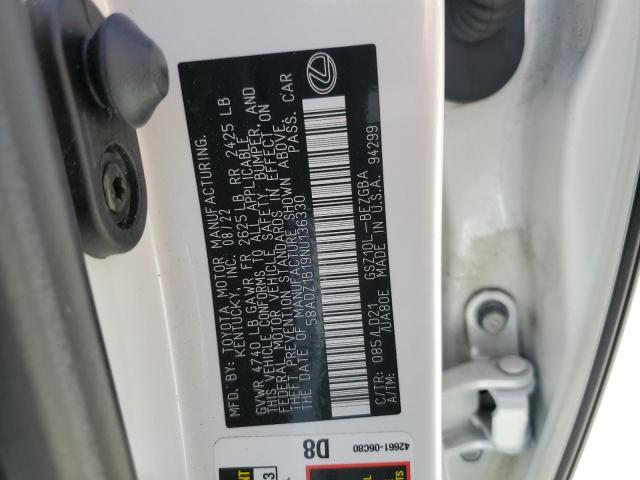 MFD. BY: TOYOTA MOTOR MANUFACTURING.
KENTUCKY, INC. 08/22
GVWR 4740 LB GAWR FR 2625 LB RR 2425 LB
THIS VEHICLE CONFORMS TO ALL APPLICABLE
FEDERAL MOTOR VEHICLE SAFETY, BUMPER, AND
THEFT PREVENTION STANDARDS IN EFFECT ON
THE DATE OF MANUFACTURE SHOWN ABOVE.
58ADZ1B19NU136330 PASS. CAR
C/TR: 085/LD21 GSZ10L-BEZGBA
A/TM: /UA80E MADE IN U.S.A. 94299
42661-06C80
D8